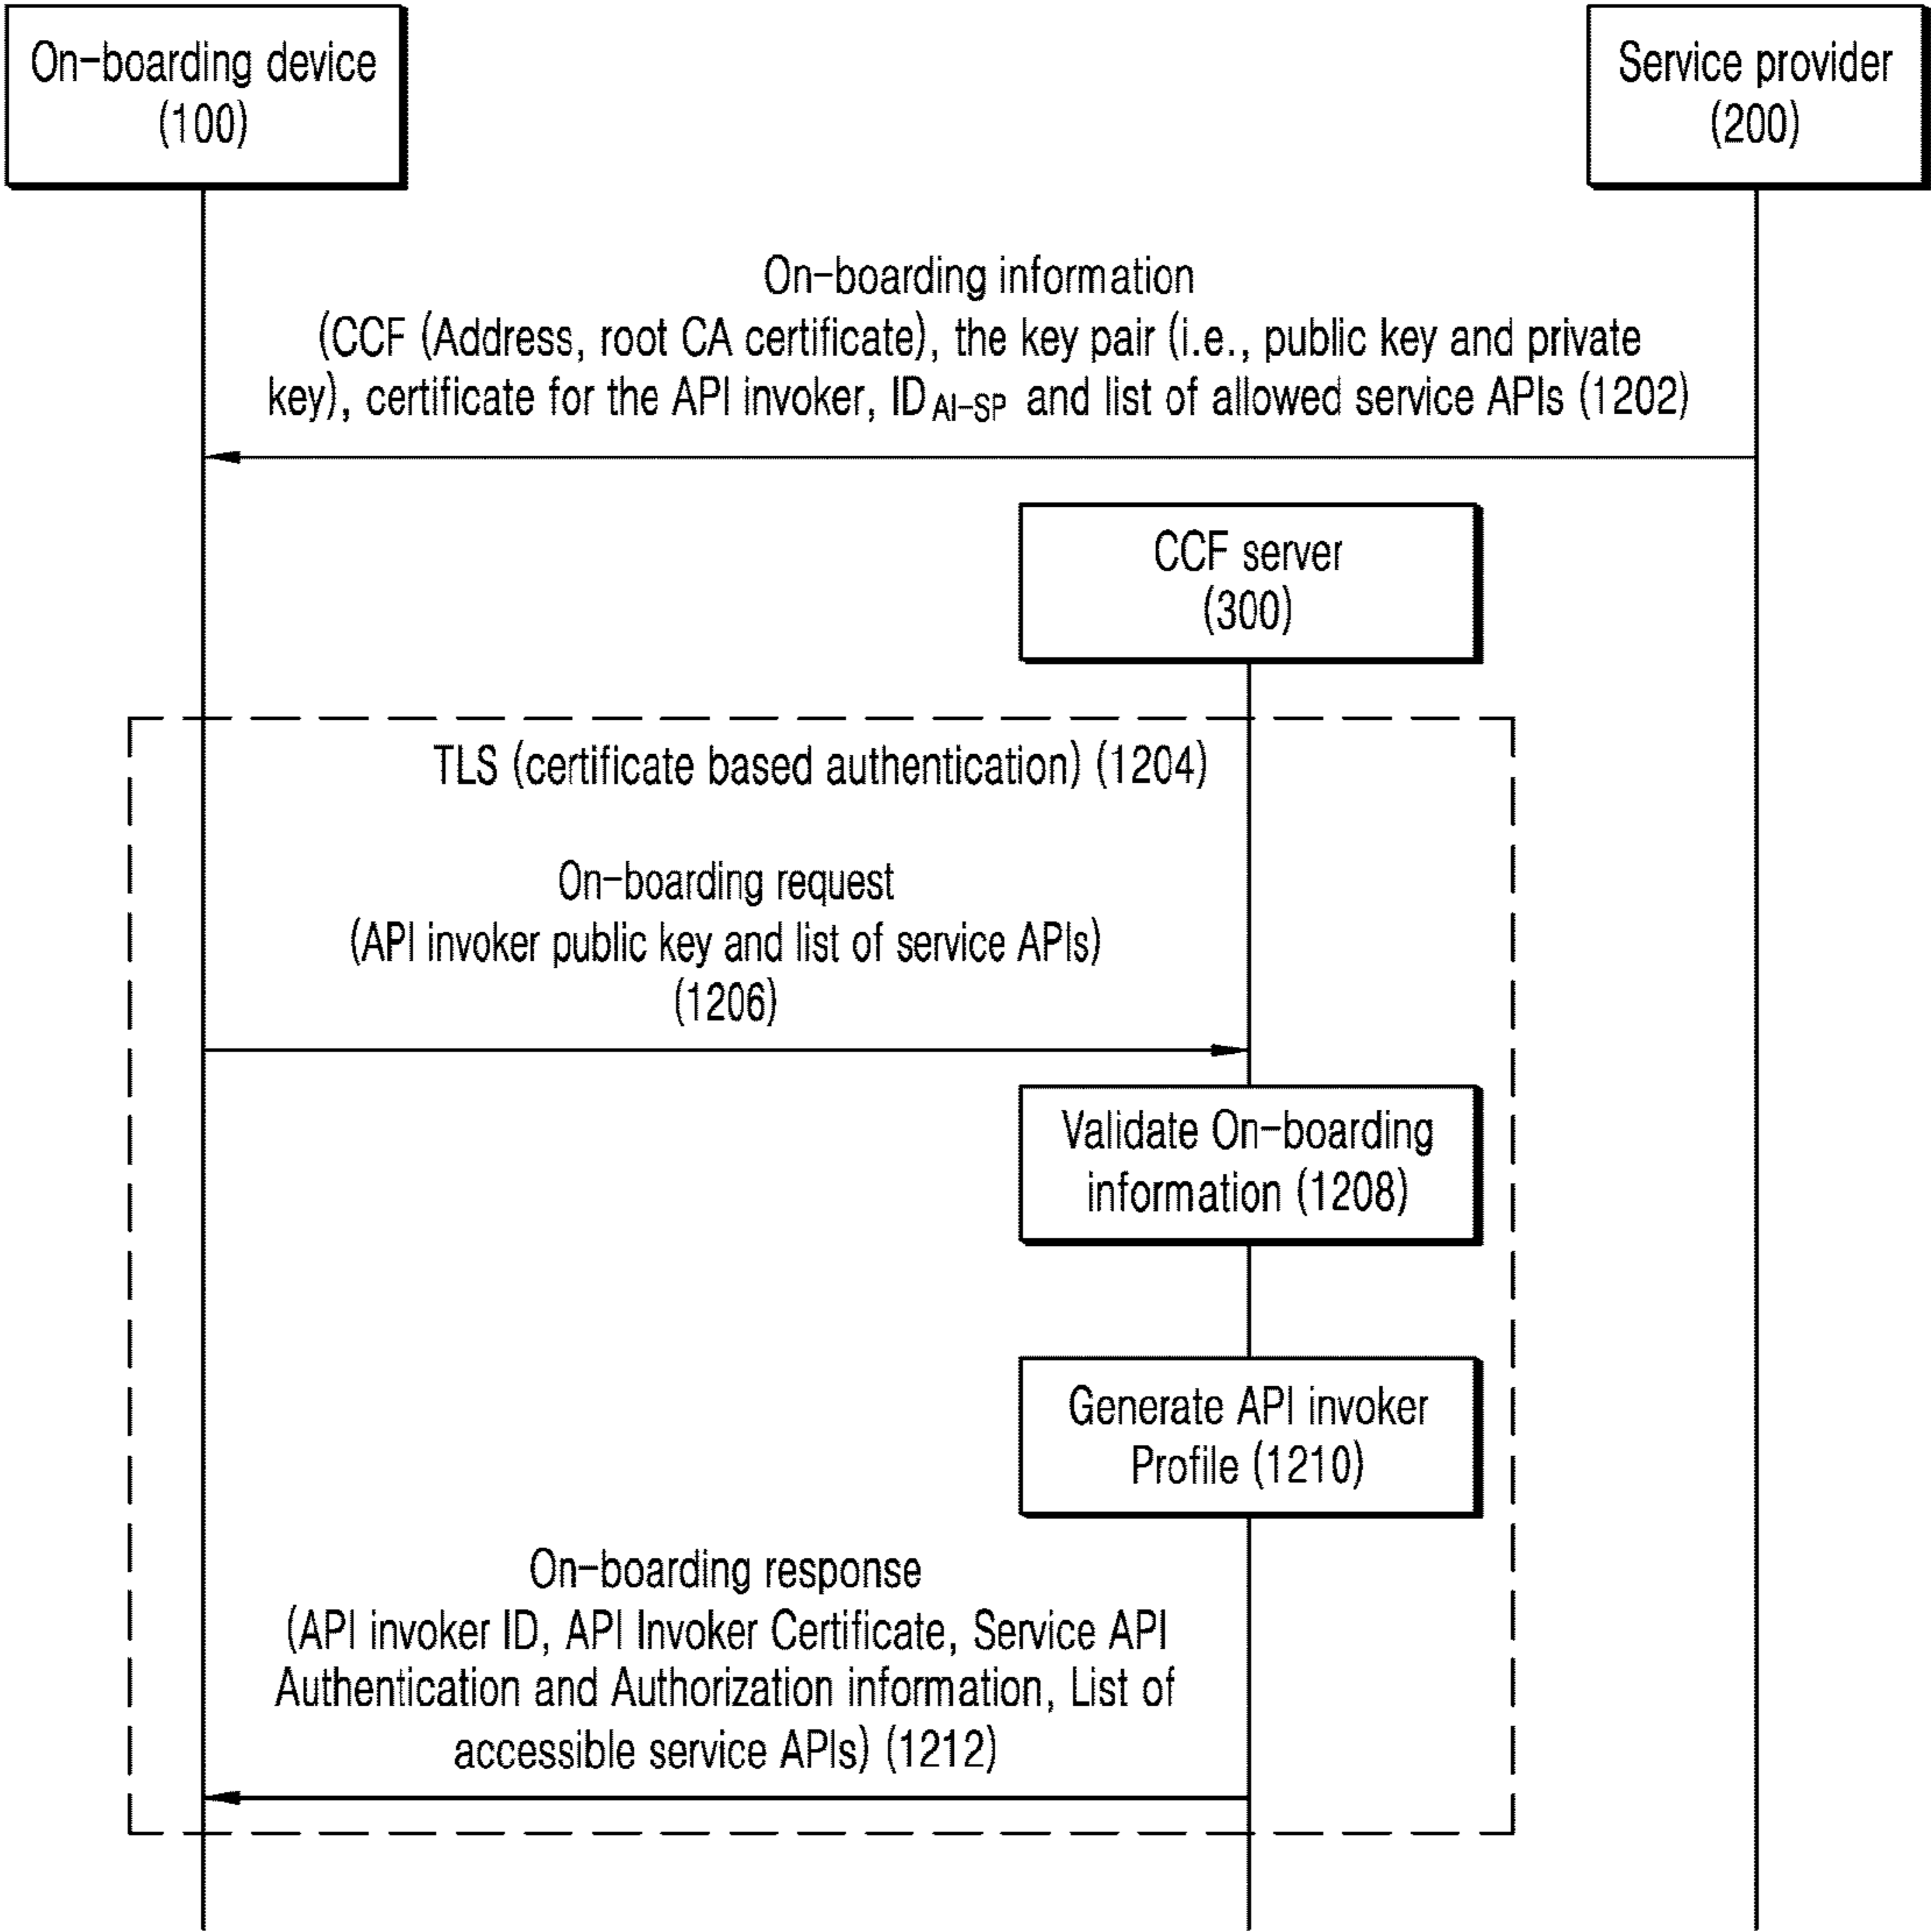 On-boarding device
(100)
Service provider
(200)
On-boarding information
(CCF (Address, root CA certificate), the key pair (i.e., public key and private
key), certificate for the API invoker, ID AI-SP and list of allowed service APIs (1202)
CCF server
(300)
TLS (certificate based authentication) (1204)
On-boarding request
(API invoker public key and list of service APIs)
(1206)
Validate On-boarding
information (1208)
Generate API invoker
Profile (1210)
On-boarding response
(API invoker ID, API Invoker Certificate, Service API
Authentication and Authorization information, List of
accessible service APIs) (1212)